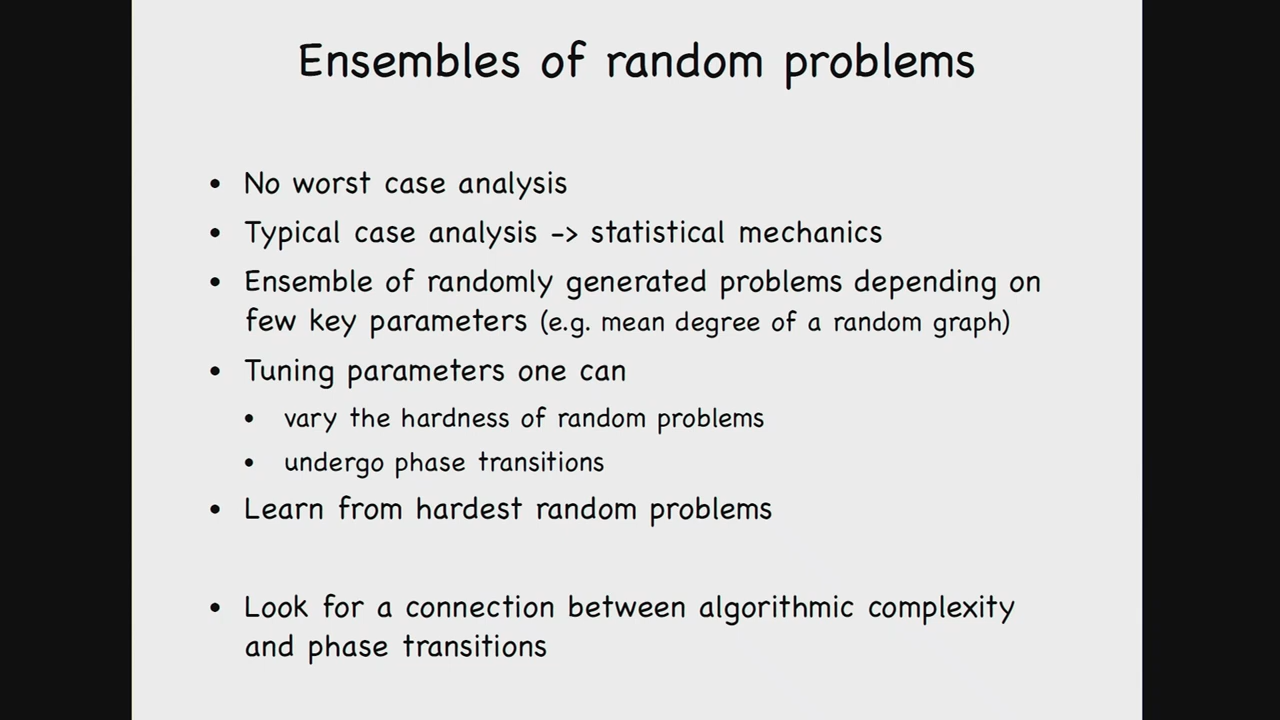 Ensembles of random problems
• No worst case analysis
• Typical case analysis -> statistical mechanics
• Ensemble of randomly generated problems depending on
few key parameters (e.g. mean degree of a random graph)
• Tuning parameters one can
• vary the hardness of random problems
• undergo phase transitions
• Learn from hardest random problems
• Look for a connection between algorithmic complexity
and phase transitions